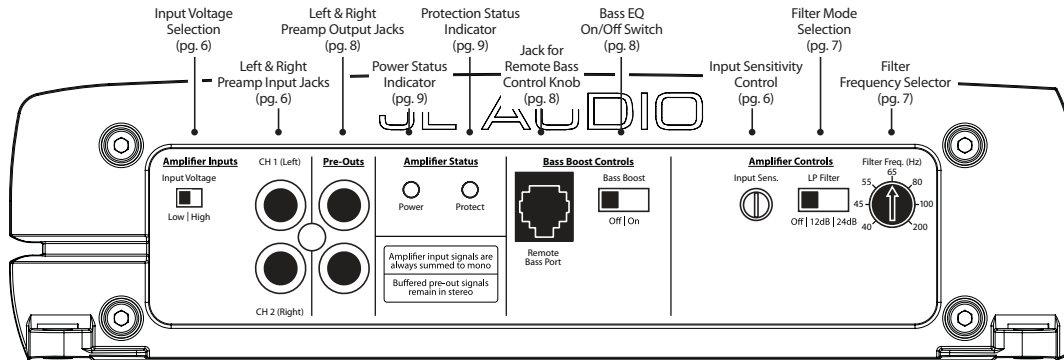 Input Voltage
Selection
(pg. 6)
Left & Right
Preamp Output Jacks
(pg. 8)
Protection Status
Indicator
(pg. 9)
Bass EQ
On/Off Switch
(pg. 8)
Filter Mode
Selection
(pg. 7)
Left & Right
Preamp Input Jacks
(pg. 6)
Power Status
Indicator
(pg. 9)
Jack for
Remote Bass
Control Knob
(pg. 8)
Input Sensitivity
Control
(pg. 6)
Filter
Frequency Selector
(pg. 7)
JL AUDIO
Amplifier Inputs
Input Voltage
Low | High
CH 1 (Left)
CH 2 (Right)
Pre-Outs
Amplifier Status
Power
Protect
Amplifier input signals are
always summed to mono
Buffered pre-out signals
remain in stereo
Bass Boost Controls
Remote
Bass Port
Bass Boost
Off | On
Amplifier Controls
Input Sens.
LP Filter
Off | 12dB | 24dB
Filter Freq. (Hz)
65
55
80
45
100
40
200